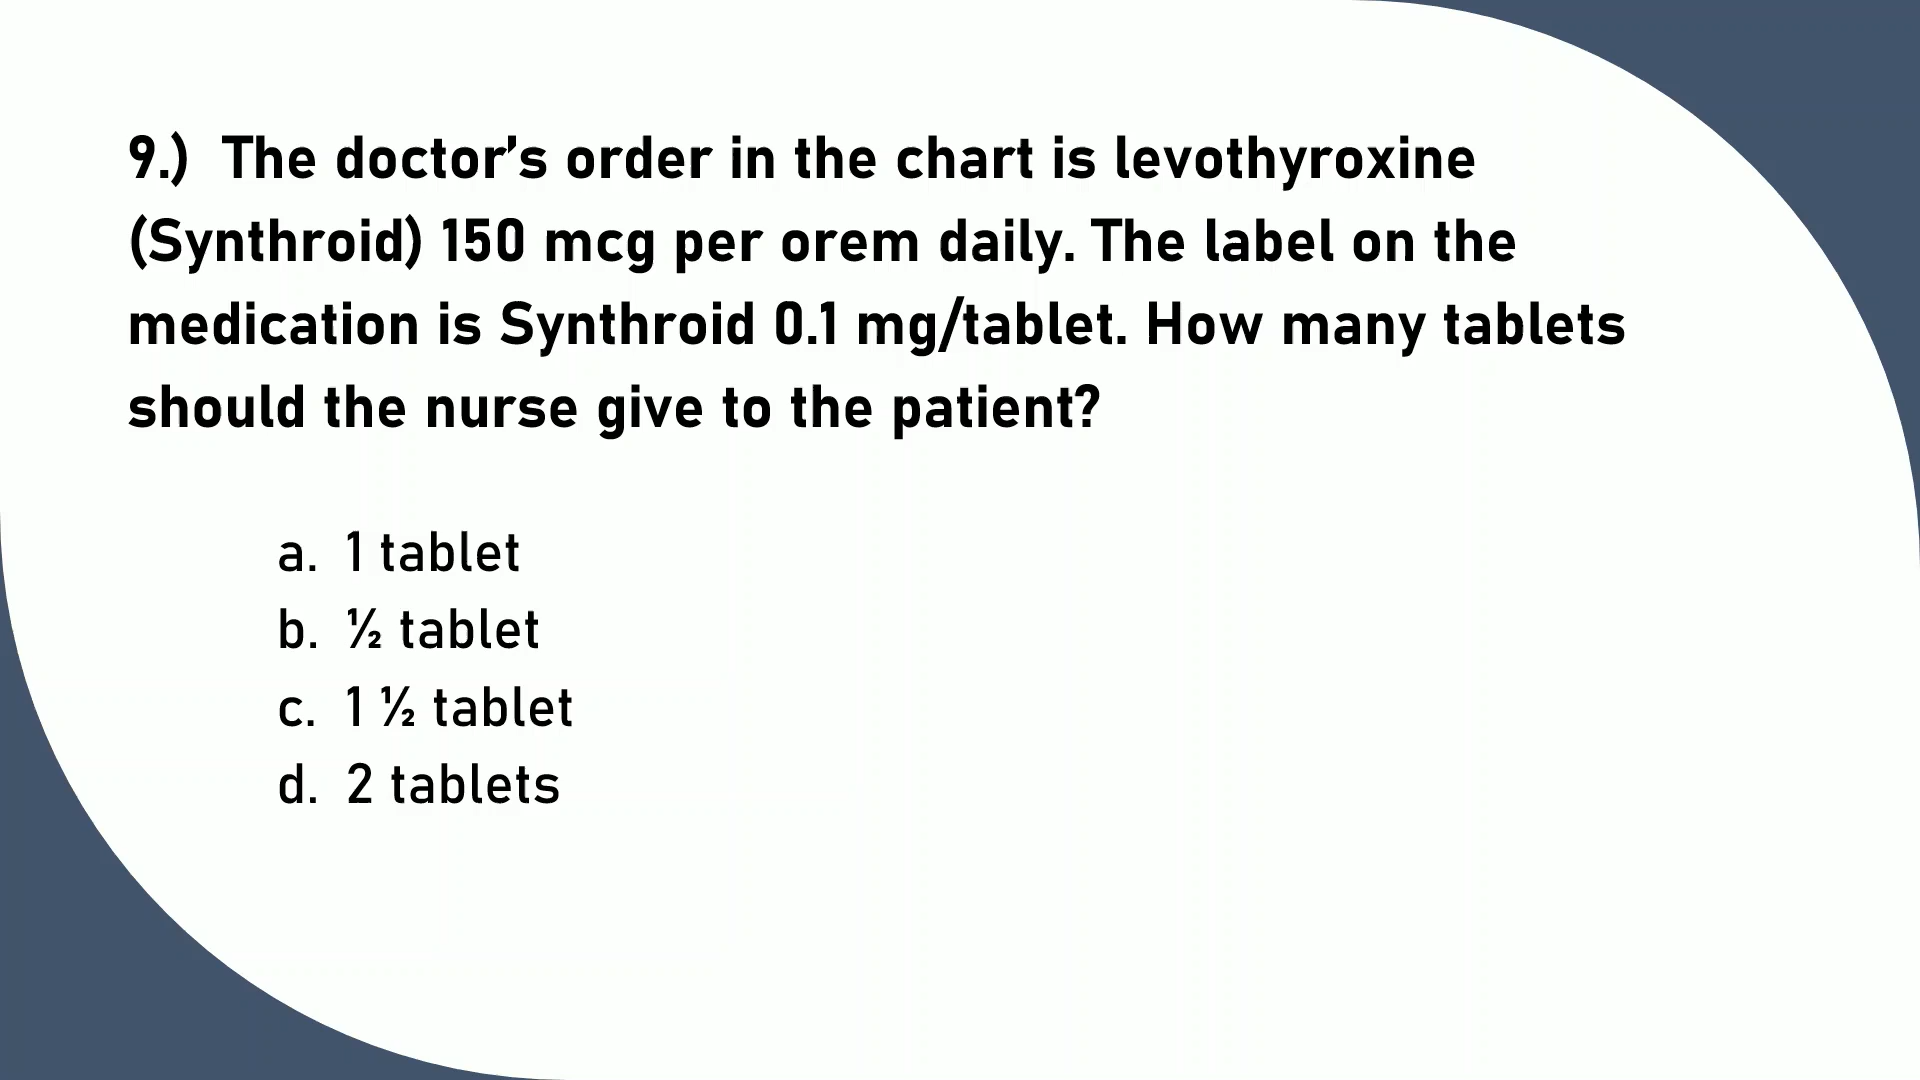 9.) The doctor’s order in the chart is levothyroxine
(Synthroid) 150 mcg per orem daily. The label on the
medication is Synthroid 0.1 mg/tablet. How many tablets
should the nurse give to the patient?
a. 1 tablet
b. ½ tablet
c. 1 ½ tablet
d. 2 tablets